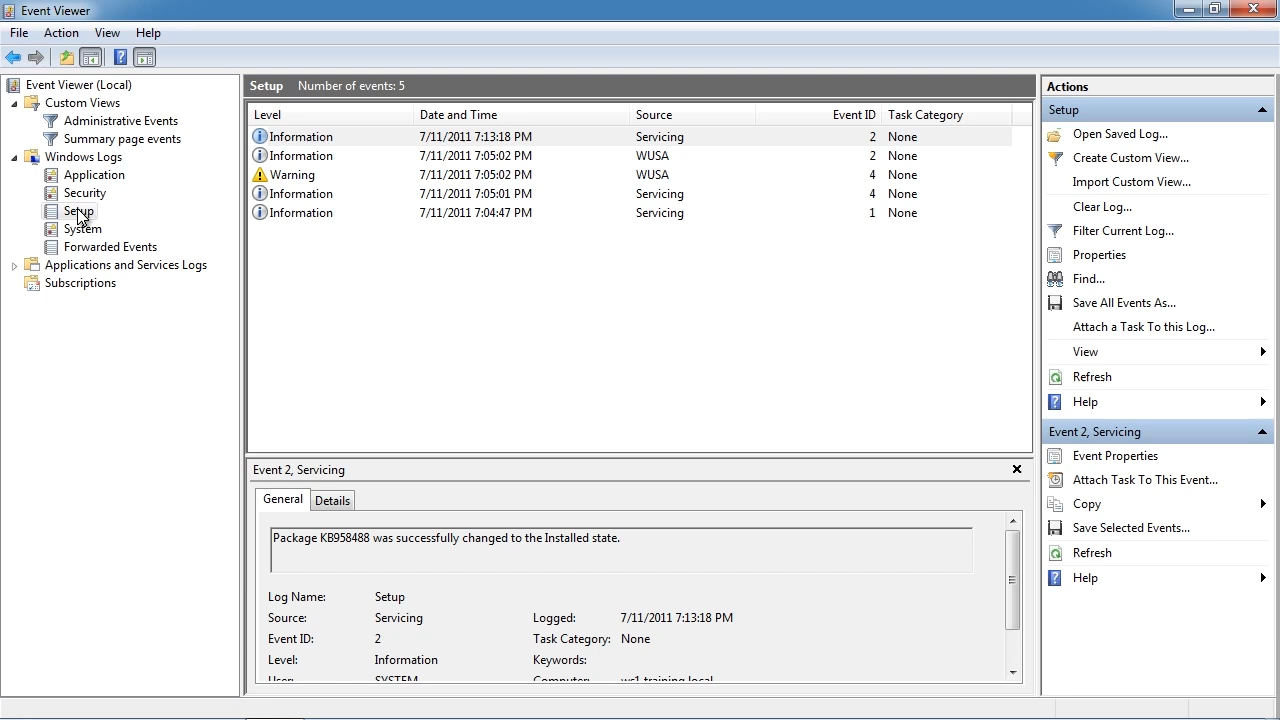 Event Viewer
File Action View Help
Event Viewer (Local)
Custom Views
Administrative Events
Summary page events
Windows Logs
Application
Security
Setup
System
Forwarded Events
Applications and Services Logs
Subscriptions
Setup Number of events: 5
Level Date and Time Source Event ID Task Category
Information 7/11/2011 7:13:18 PM Servicing 2 None
Information 7/11/2011 7:05:02 PM WUSA 2 None
Warning 7/11/2011 7:05:02 PM WUSA 4 None
Information 7/11/2011 7:05:01 PM Servicing 4 None
Information 7/11/2011 7:04:47 PM Servicing 1 None
Event 2, Servicing
General Details
Package KB958488 was successfully changed to the Installed state.
Log Name: Setup
Source: Servicing Logged: 7/11/2011 7:13:18 PM
Event ID: 2 Task Category: None
Level: Information Keywords:
User: SYSTEM Computer: wc1.training.local
Actions
Setup
Open Saved Log...
Create Custom View...
Import Custom View...
Clear Log...
Filter Current Log...
Properties
Find...
Save All Events As...
Attach a Task To this Log...
View
Refresh
Help
Event 2, Servicing
Event Properties
Attach Task To This Event...
Copy
Save Selected Events...
Refresh
Help